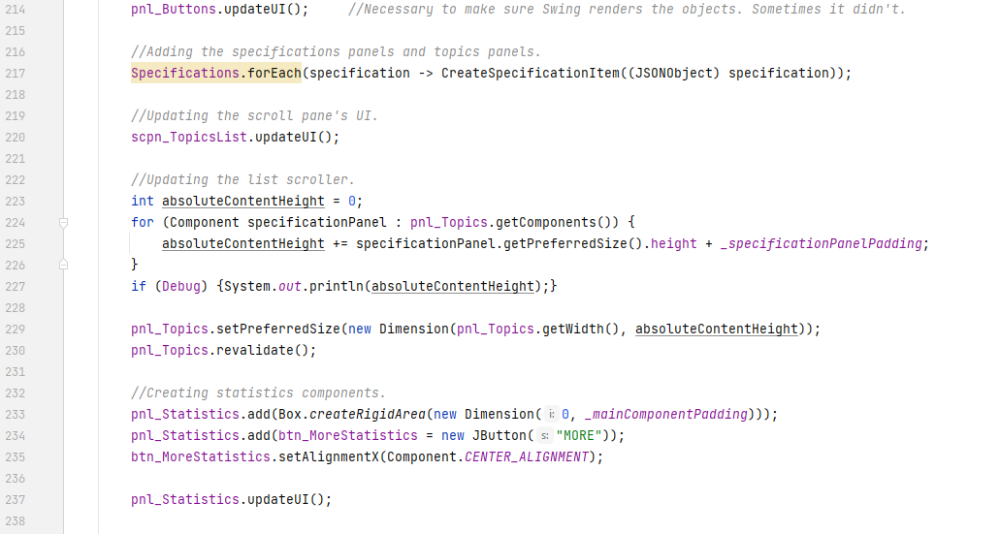 214 pnl_Buttons.updateUI(); //Necessary to make sure Swing renders the objects. Sometimes it didn't.
215
216 //Adding the specifications panels and topics panels.
217 Specifications.forEach(specification -> CreateSpecificationItem((JSONObject) specification));
218
219 //Updating the scroll pane's UI.
220 scpn_TopicsList.updateUI();
221
222 //Updating the list scroller.
223 int absoluteContentHeight = 0;
224 for (Component specificationPanel : pnl_Topics.getComponents()) {
225 absoluteContentHeight += specificationPanel.getPreferredSize().height + _specificationPanelPadding;
226 }
227 if (Debug) {System.out.println(absoluteContentHeight);}
228
229 pnl_Topics.setPreferredSize(new Dimension(pnl_Topics.getWidth(), absoluteContentHeight));
230 pnl_Topics.revalidate();
231
232 //Creating statistics components.
233 pnl_Statistics.add(Box.createRigidArea(new Dimension( i: 0, _mainComponentPadding)));
234 pnl_Statistics.add(btn_MoreStatistics = new JButton( s: "MORE"));
235 btn_MoreStatistics.setAlignmentX(Component.CENTER_ALIGNMENT);
236
237 pnl_Statistics.updateUI();
238